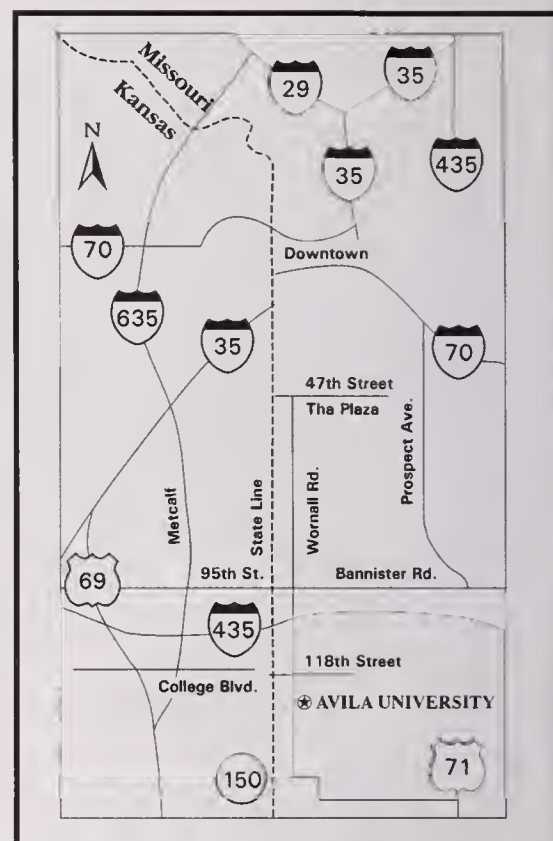 Missouri
Kansas
N
29
35
35
435
70
Downtown
635
35
70
47th Street
Tha Plaza
Prospect Ave.
Metcalf
State Line
Wornall Rd.
69
95th St.
Bannister Rd.
435
118th Street
College Blvd.
AVILA UNIVERSITY
150
71